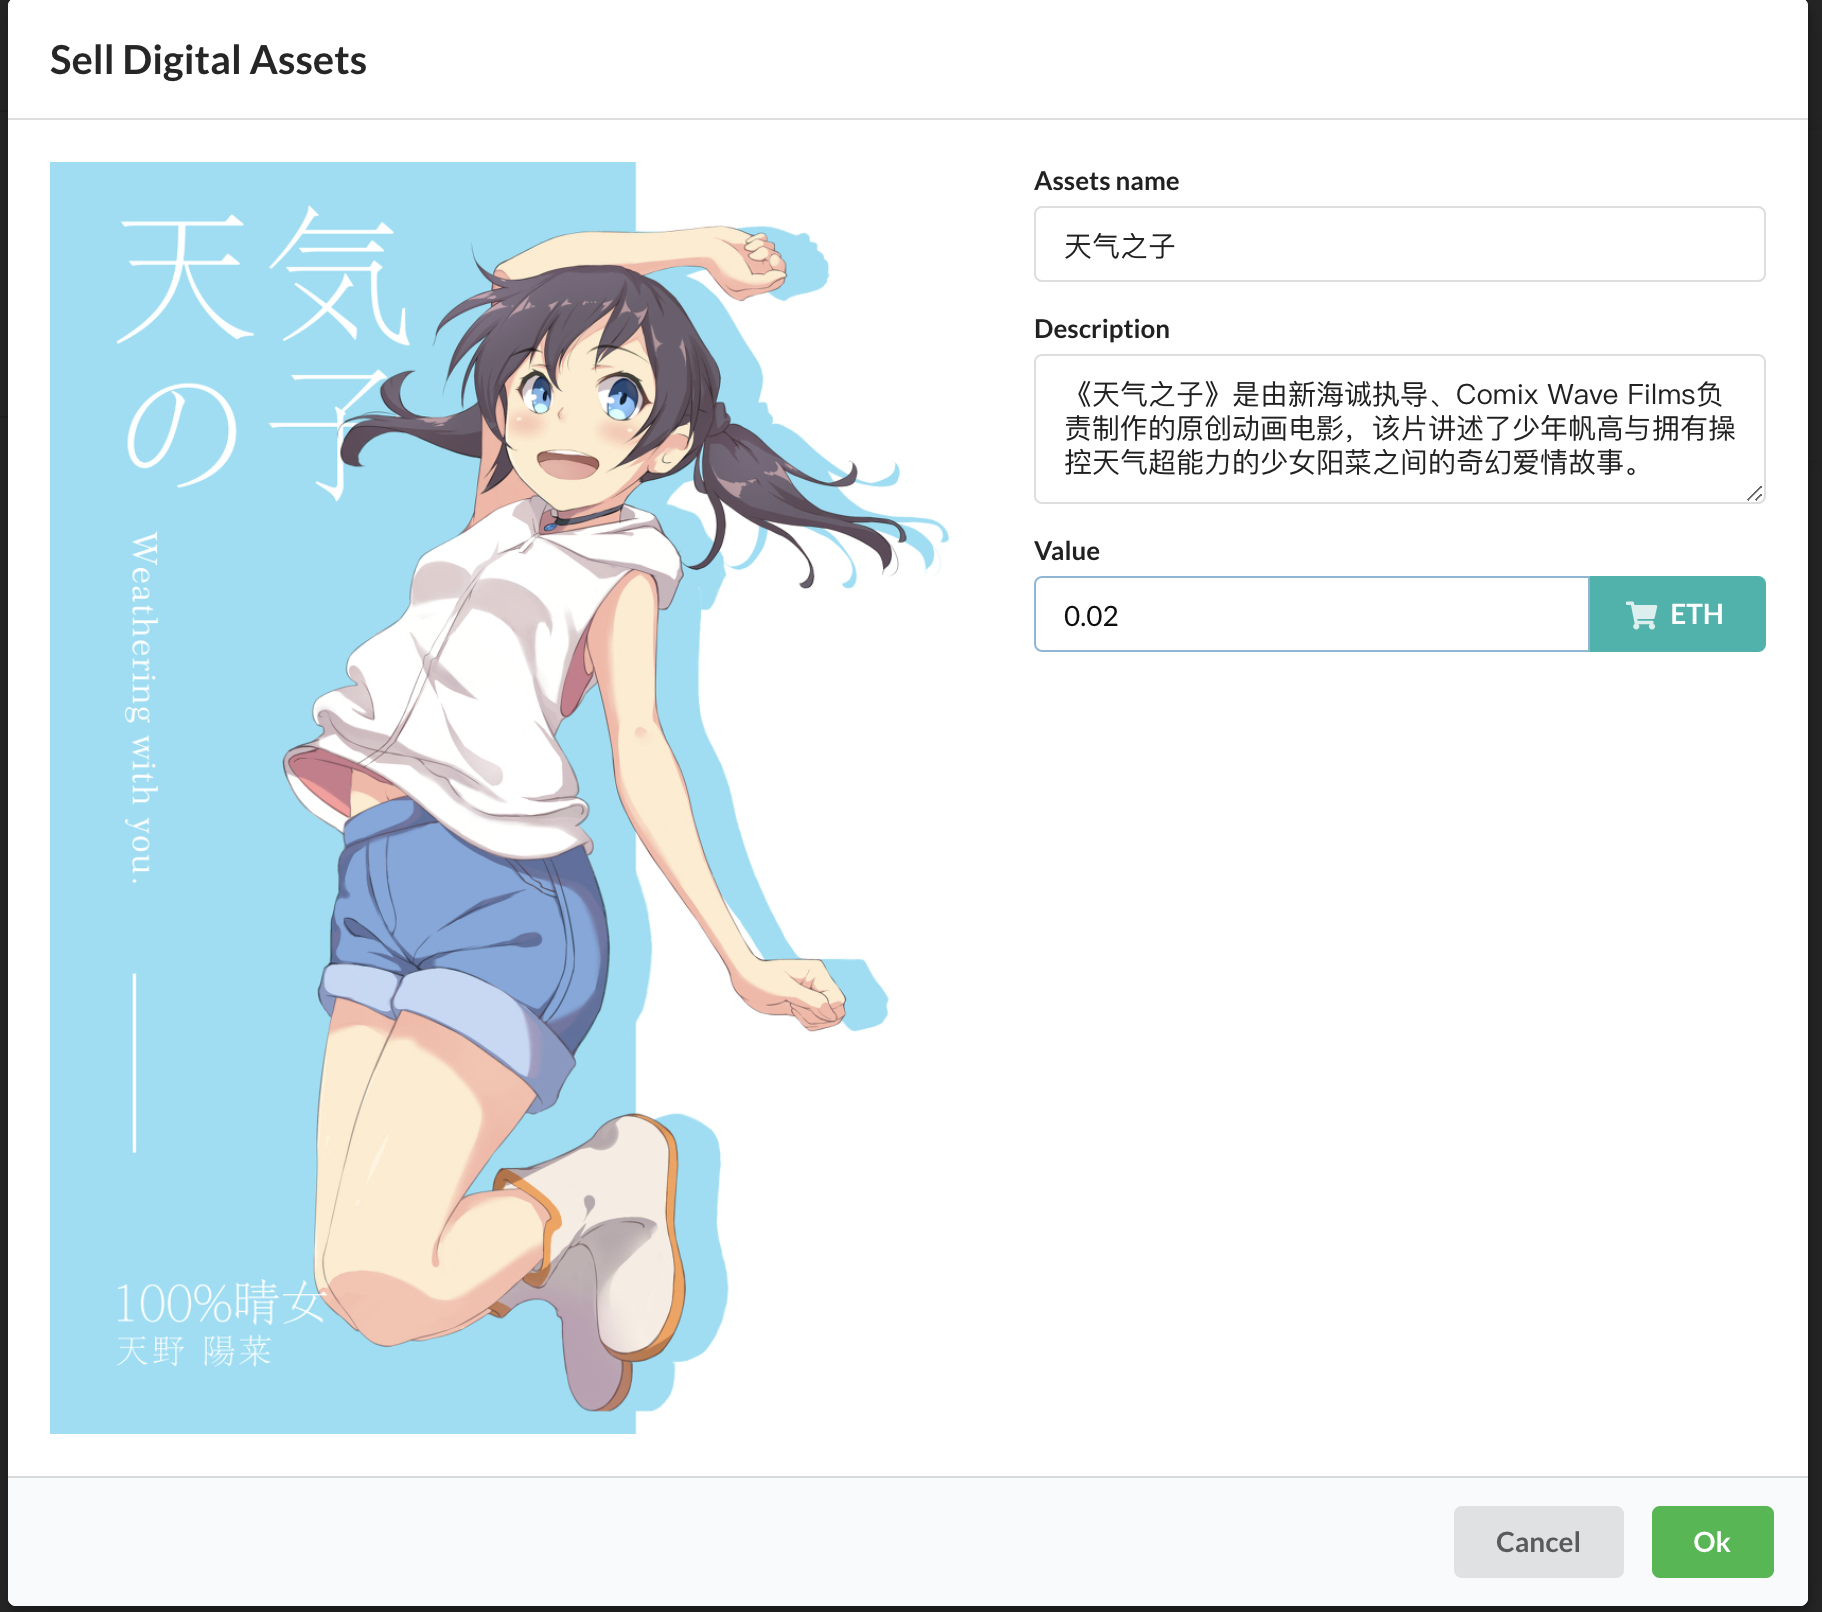 Sell Digital Assets
天気
の子
Weathering with you.
100%晴女
天野 陽菜
Assets name
天气之子
Description
《天气之子》是由新海诚执导、Comix Wave Films负
责制作的原创动画电影，该片讲述了少年帆高与拥有操
控天气超能力的少女阳菜之间的奇幻爱情故事。
Value
0.02
ETH
Cancel
Ok